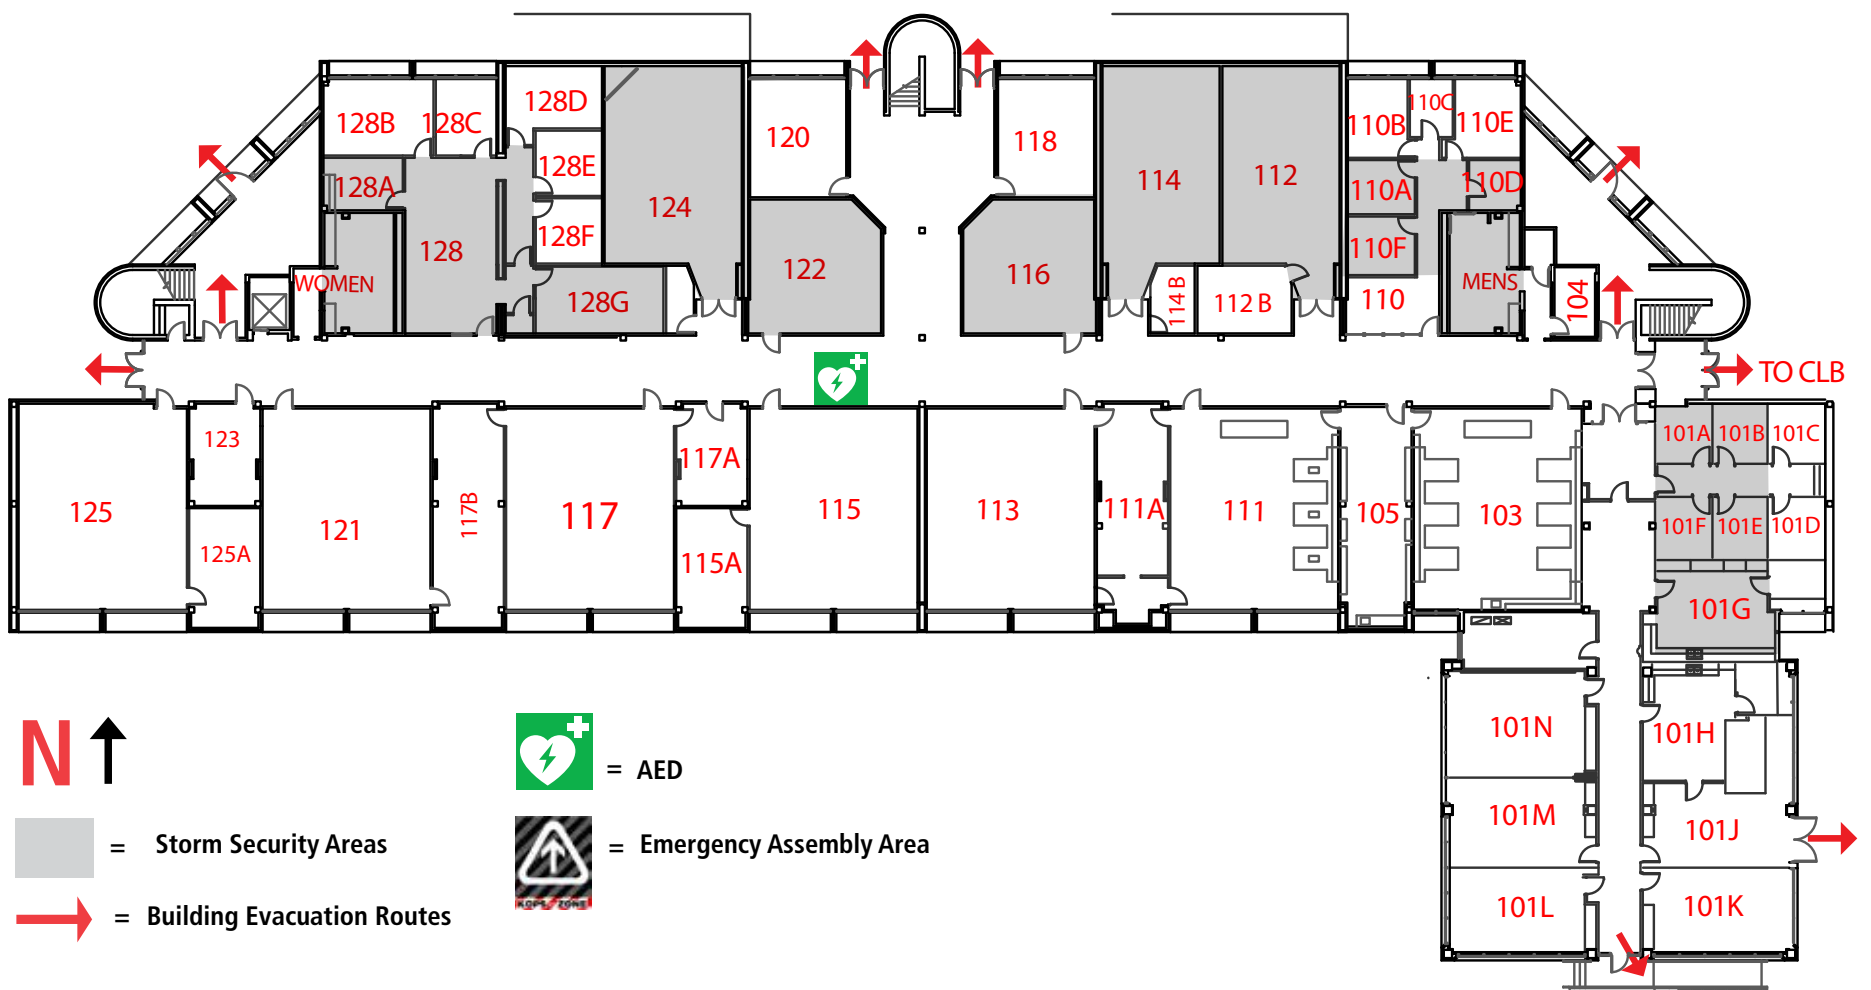 128B
128C
128D
120
118
110B
110C
110E
128E
128A
124
114
112
110A
110D
128F
128
122
116
110F
WOMEN
128G
114 B
112 B
110
MENS
104
TO CLB
123
117A
101A
101B
101C
125
121
117B
117
115
113
111A
111
105
103
125A
115A
101F
101E
101D
101G
101N
101H
101M
101J
101L
101K
N
= AED
= Storm Security Areas
= Emergency Assembly Area
KOPS ZONE
= Building Evacuation Routes